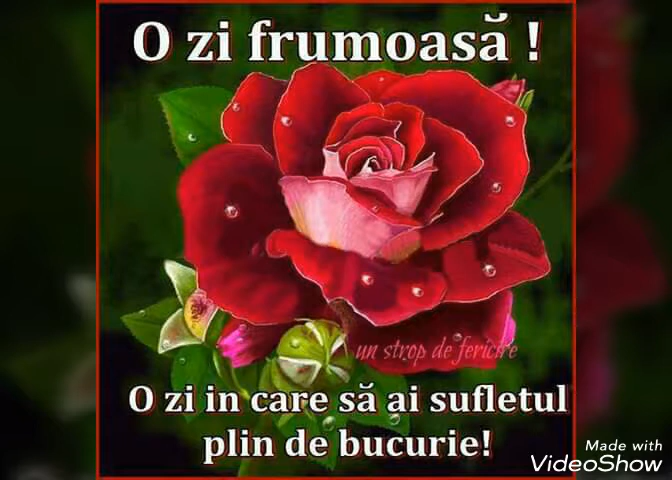 O zi frumoasă !
un strop de fericire
O zi in care să ai sufletul
plin de bucurie!
Made with
VideoShow